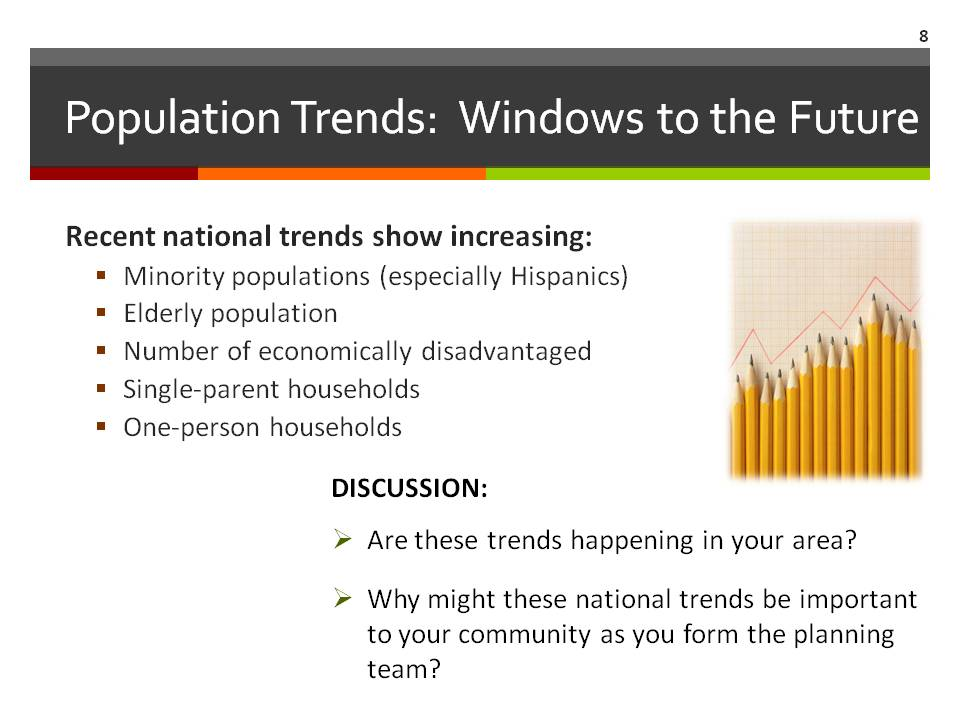 8
Population Trends:  Windows to the Future
Recent national trends show increasing:
▪ Minority populations (especially Hispanics)
▪ Elderly population
▪ Number of economically disadvantaged
▪ Single-parent households
▪ One-person households
DISCUSSION:
➢ Are these trends happening in your area?
➢ Why might these national trends be important
to your community as you form the planning
team?